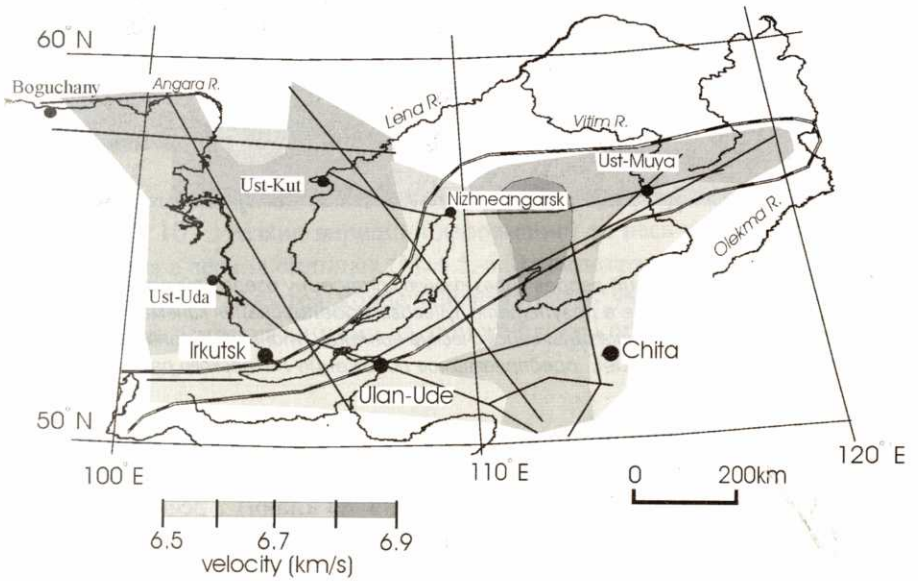 60° N
Boguchany
Angara R.
Lena R.
Vitim R.
Ust-Muya
Ust-Kut
Nizhneangarsk
Olekma R.
Ust-Uda
Irkutsk
Chita
Ulan-Ude
50° N
100° E
110° E
120° E
0 200km
6.5 6.7 6.9
velocity (km/s)